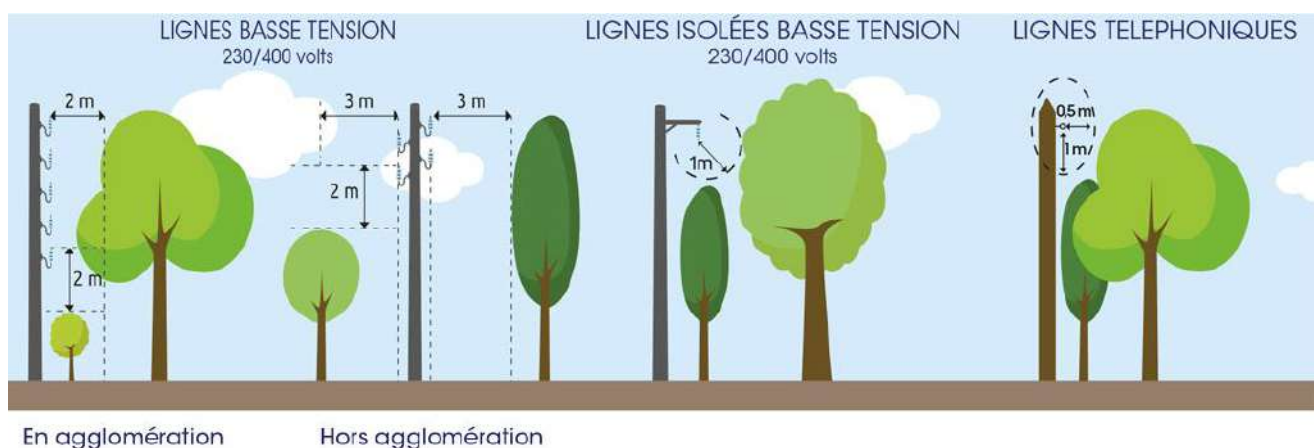 LIGNES BASSE TENSION
230/400 volts
LIGNES ISOLÉES BASSE TENSION
230/400 volts
LIGNES TELEPHONIQUES
2 m
3 m
3 m
0,5 m
1m
1m
2 m
2 m
En agglomération
Hors agglomération